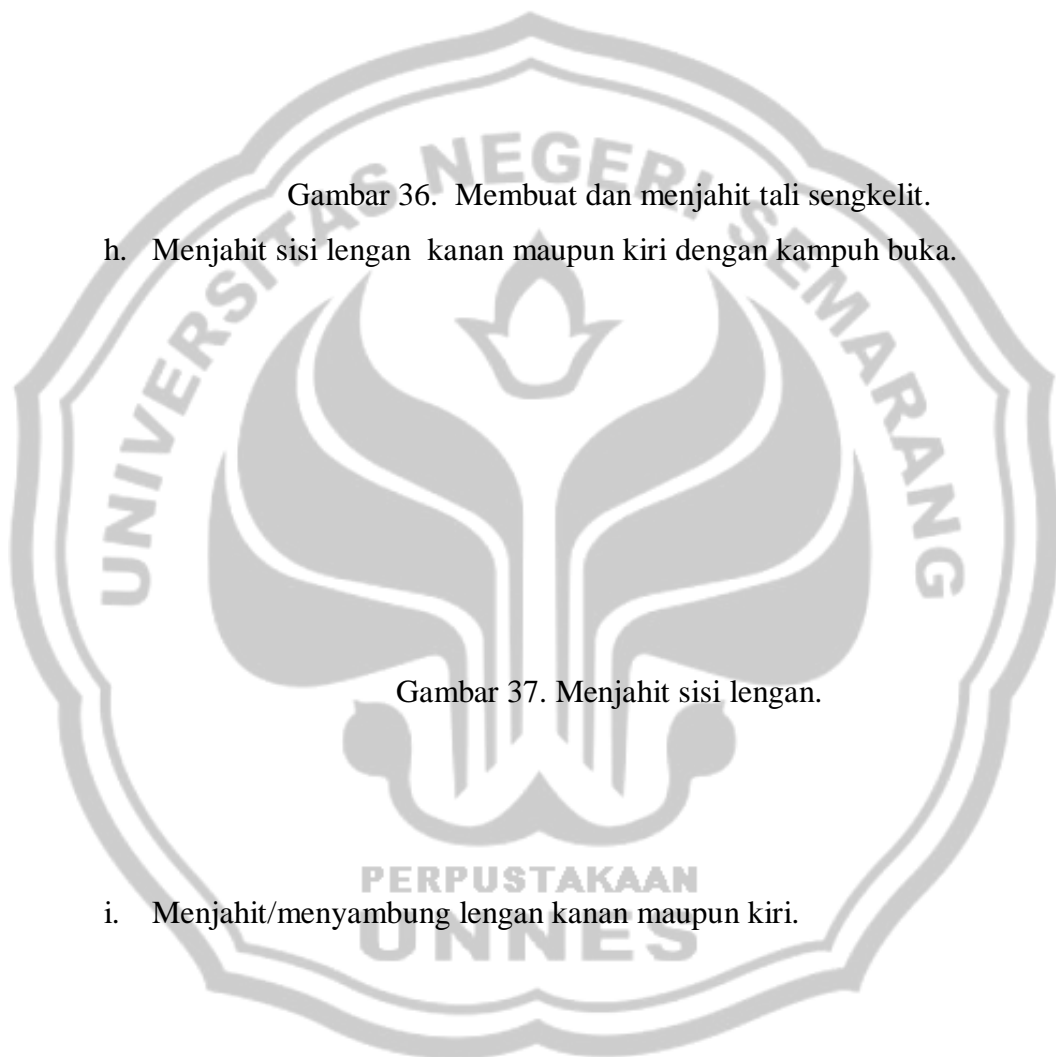 UNIVERSITAS NEGERI SEMARANG
Gambar 36.  Membuat dan menjahit tali sengkelit.
h. Menjahit sisi lengan  kanan maupun kiri dengan kampuh buka.
Gambar 37. Menjahit sisi lengan.
PERPUSTAKAAN
i. Menjahit/menyambung lengan kanan maupun kiri.
UNNES